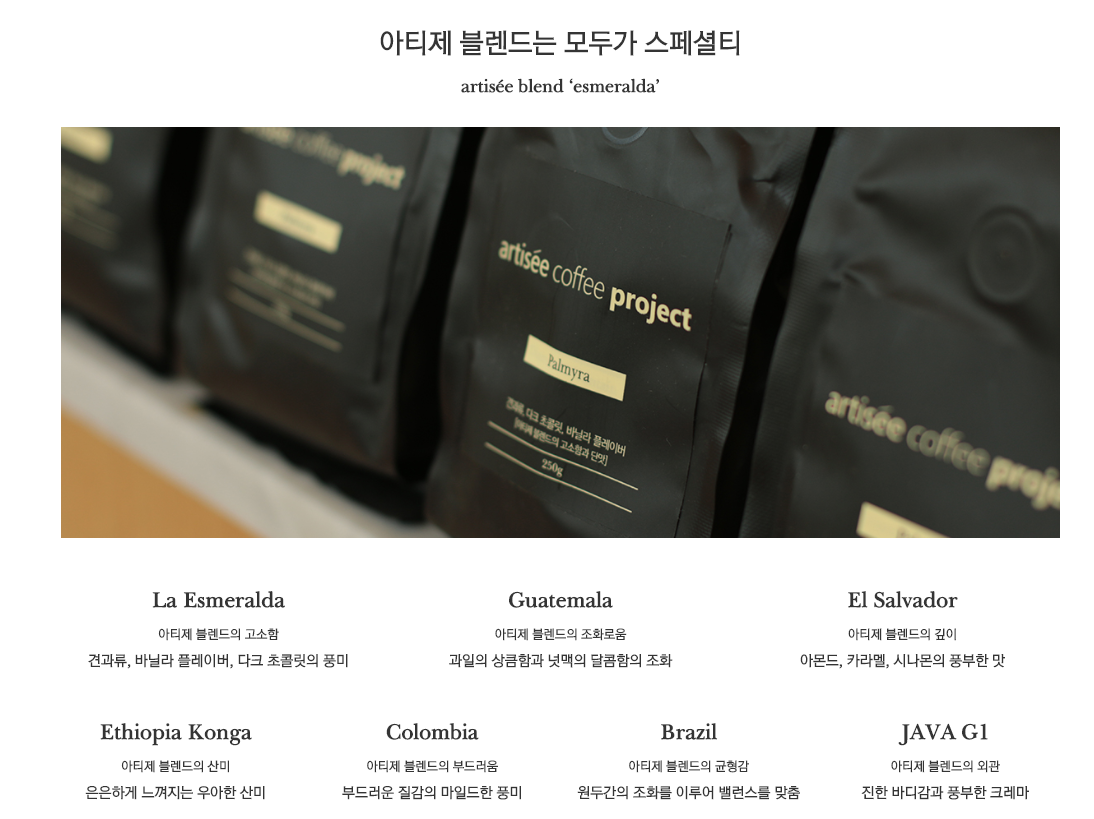 아티제 블렌드는 모두가 스페셜티
artisée blend ‘esmeralda’
artisée coffee project
artisée coffee project
Palmyra
견과류, 다크 초콜릿, 바닐라 플레이버
[아티제 블렌드의 고소함과 단맛]
250g
artisée coffee proje
La Esmeralda
아티제 블렌드의 고소함
견과류, 바닐라 플레이버, 다크 초콜릿의 풍미
Guatemala
아티제 블렌드의 조화로움
과일의 상큼함과 넛맥의 달콤함의 조화
El Salvador
아티제 블렌드의 깊이
아몬드, 카라멜, 시나몬의 풍부한 맛
Ethiopia Konga
아티제 블렌드의 산미
은은하게 느껴지는 우아한 산미
Colombia
아티제 블렌드의 부드러움
부드러운 질감의 마일드한 풍미
Brazil
아티제 블렌드의 균형감
원두간의 조화를 이루어 밸런스를 맞춤
JAVA G1
아티제 블렌드의 외관
진한 바디감과 풍부한 크레마